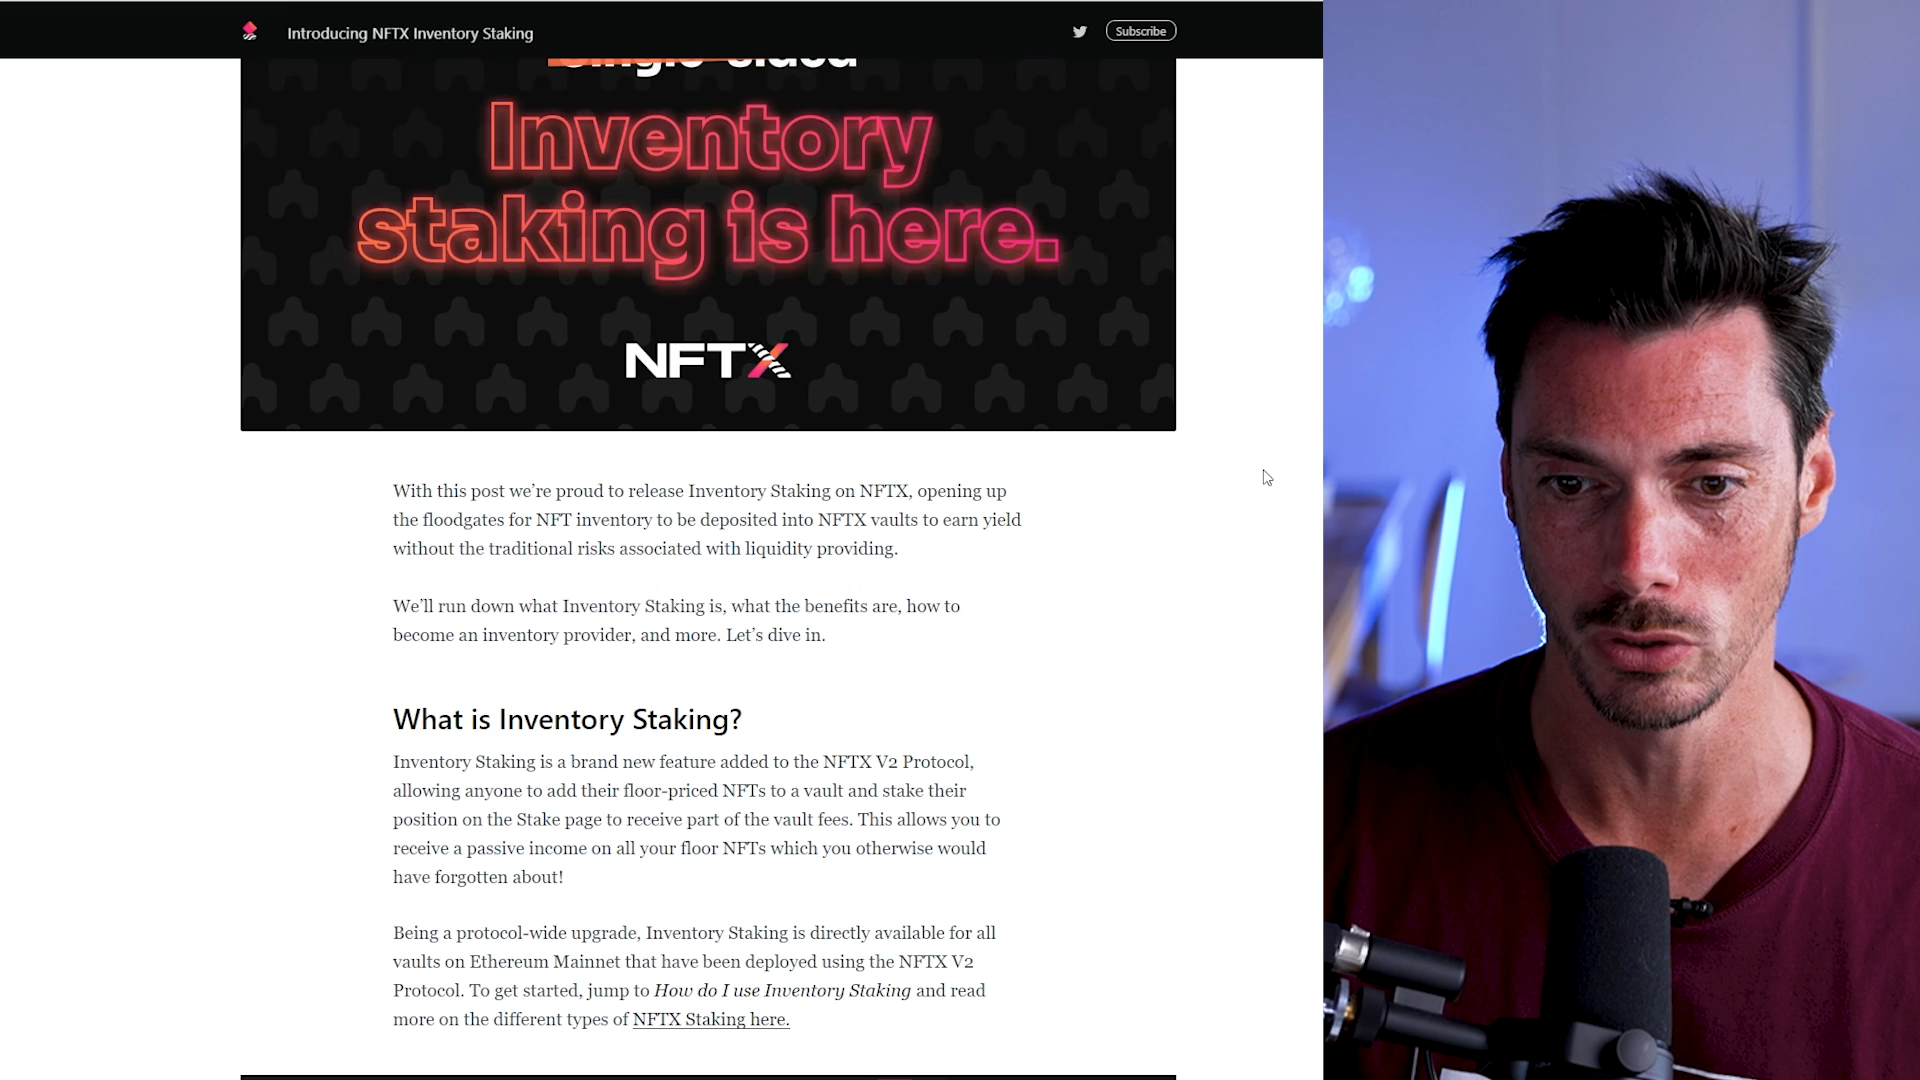 Introducing NFTX Inventory Staking
Subscribe
Single-sided
Inventory
staking is here.
NFTX
With this post we’re proud to release Inventory Staking on NFTX, opening up
the floodgates for NFT inventory to be deposited into NFTX vaults to earn yield
without the traditional risks associated with liquidity providing.
We’ll run down what Inventory Staking is, what the benefits are, how to
become an inventory provider, and more. Let’s dive in.
What is Inventory Staking?
Inventory Staking is a brand new feature added to the NFTX V2 Protocol,
allowing anyone to add their floor-priced NFTs to a vault and stake their
position on the Stake page to receive part of the vault fees. This allows you to
receive a passive income on all your floor NFTs which you otherwise would
have forgotten about!
Being a protocol-wide upgrade, Inventory Staking is directly available for all
vaults on Ethereum Mainnet that have been deployed using the NFTX V2
Protocol. To get started, jump to How do I use Inventory Staking and read
more on the different types of NFTX Staking here.